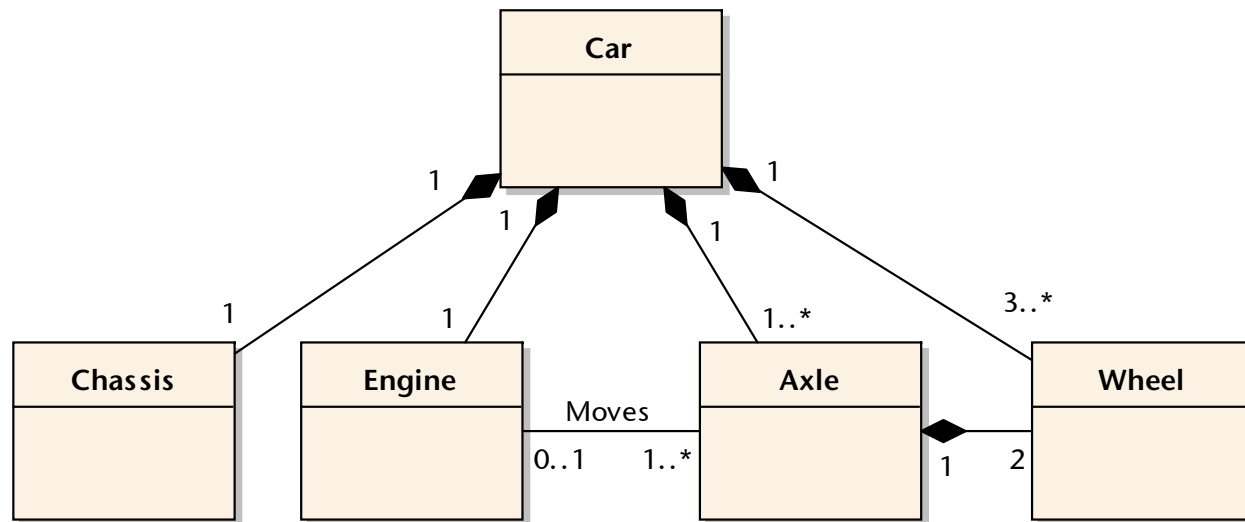 Car
1
1
1
1
1
1
1..*
3..*
Chassis
Engine
Axle
Wheel
Moves
0..1
1..*
1
2